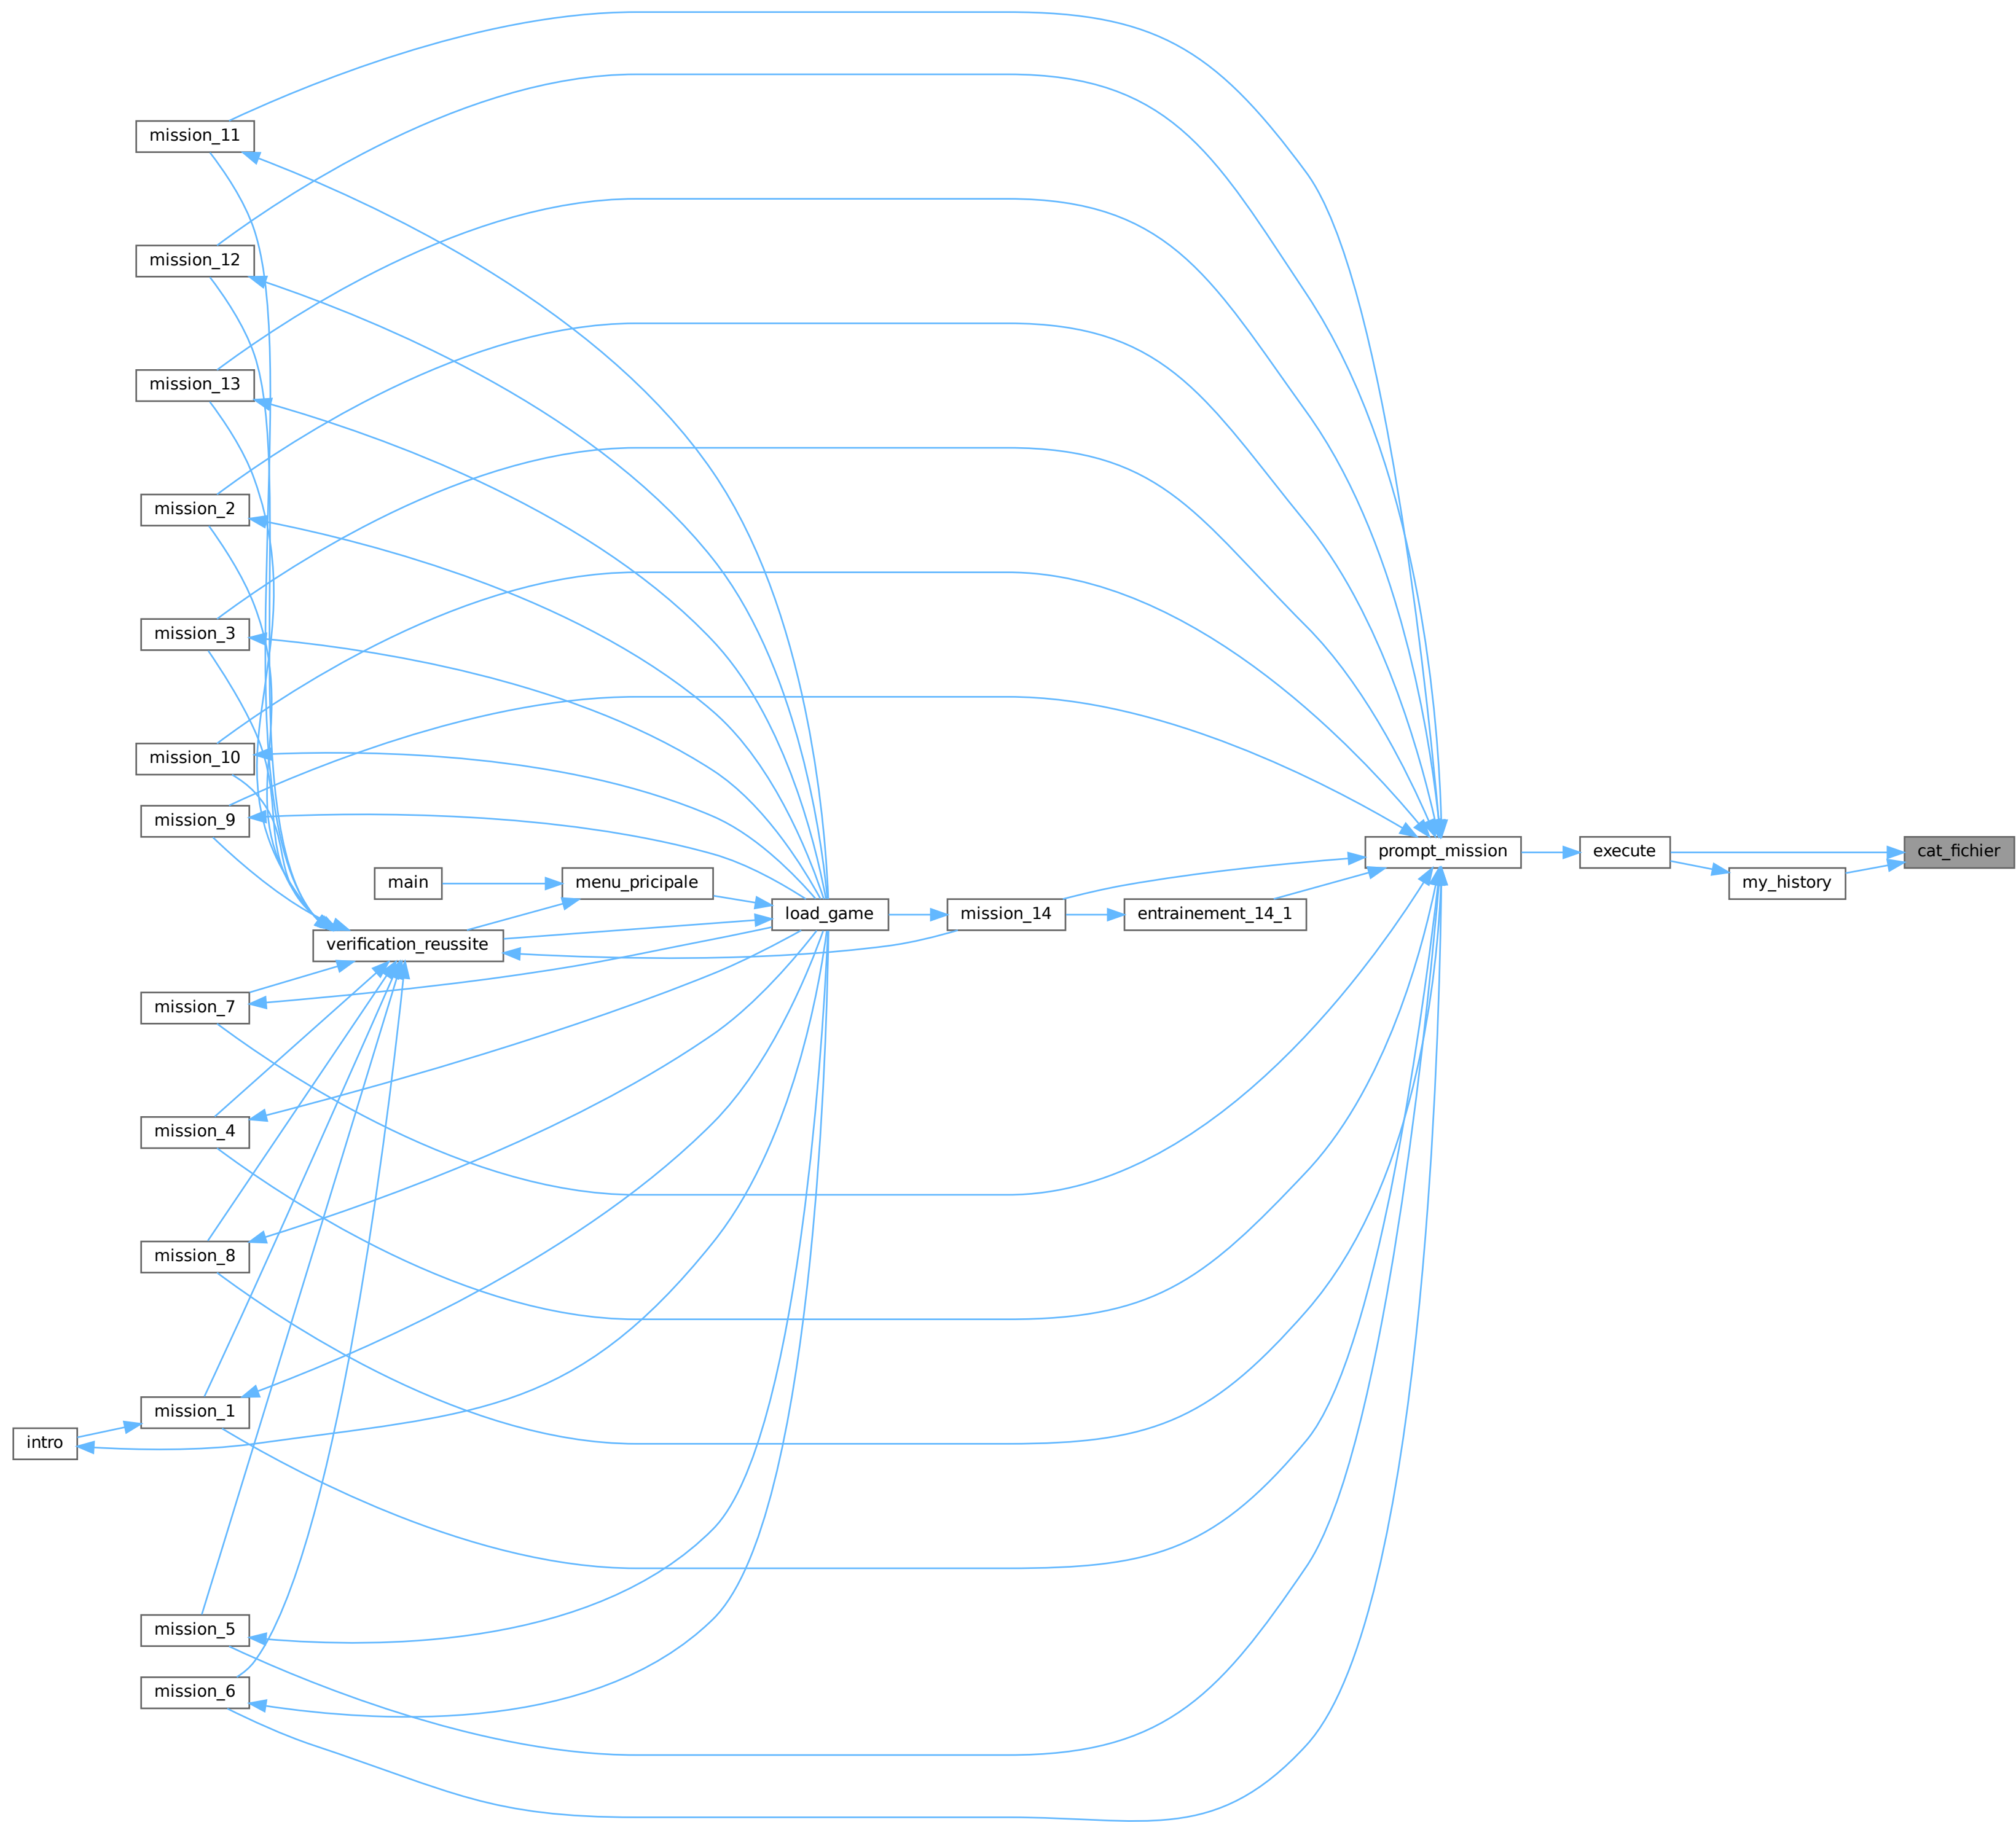 mission_11
mission_12
mission_13
mission_2
mission_3
mission_10
mission_9
prompt_mission
execute
cat_fichier
main
menu_pricipale
my_history
load_game
mission_14
entrainement_14_1
verification_reussite
mission_7
mission_4
mission_8
mission_1
intro
mission_5
mission_6